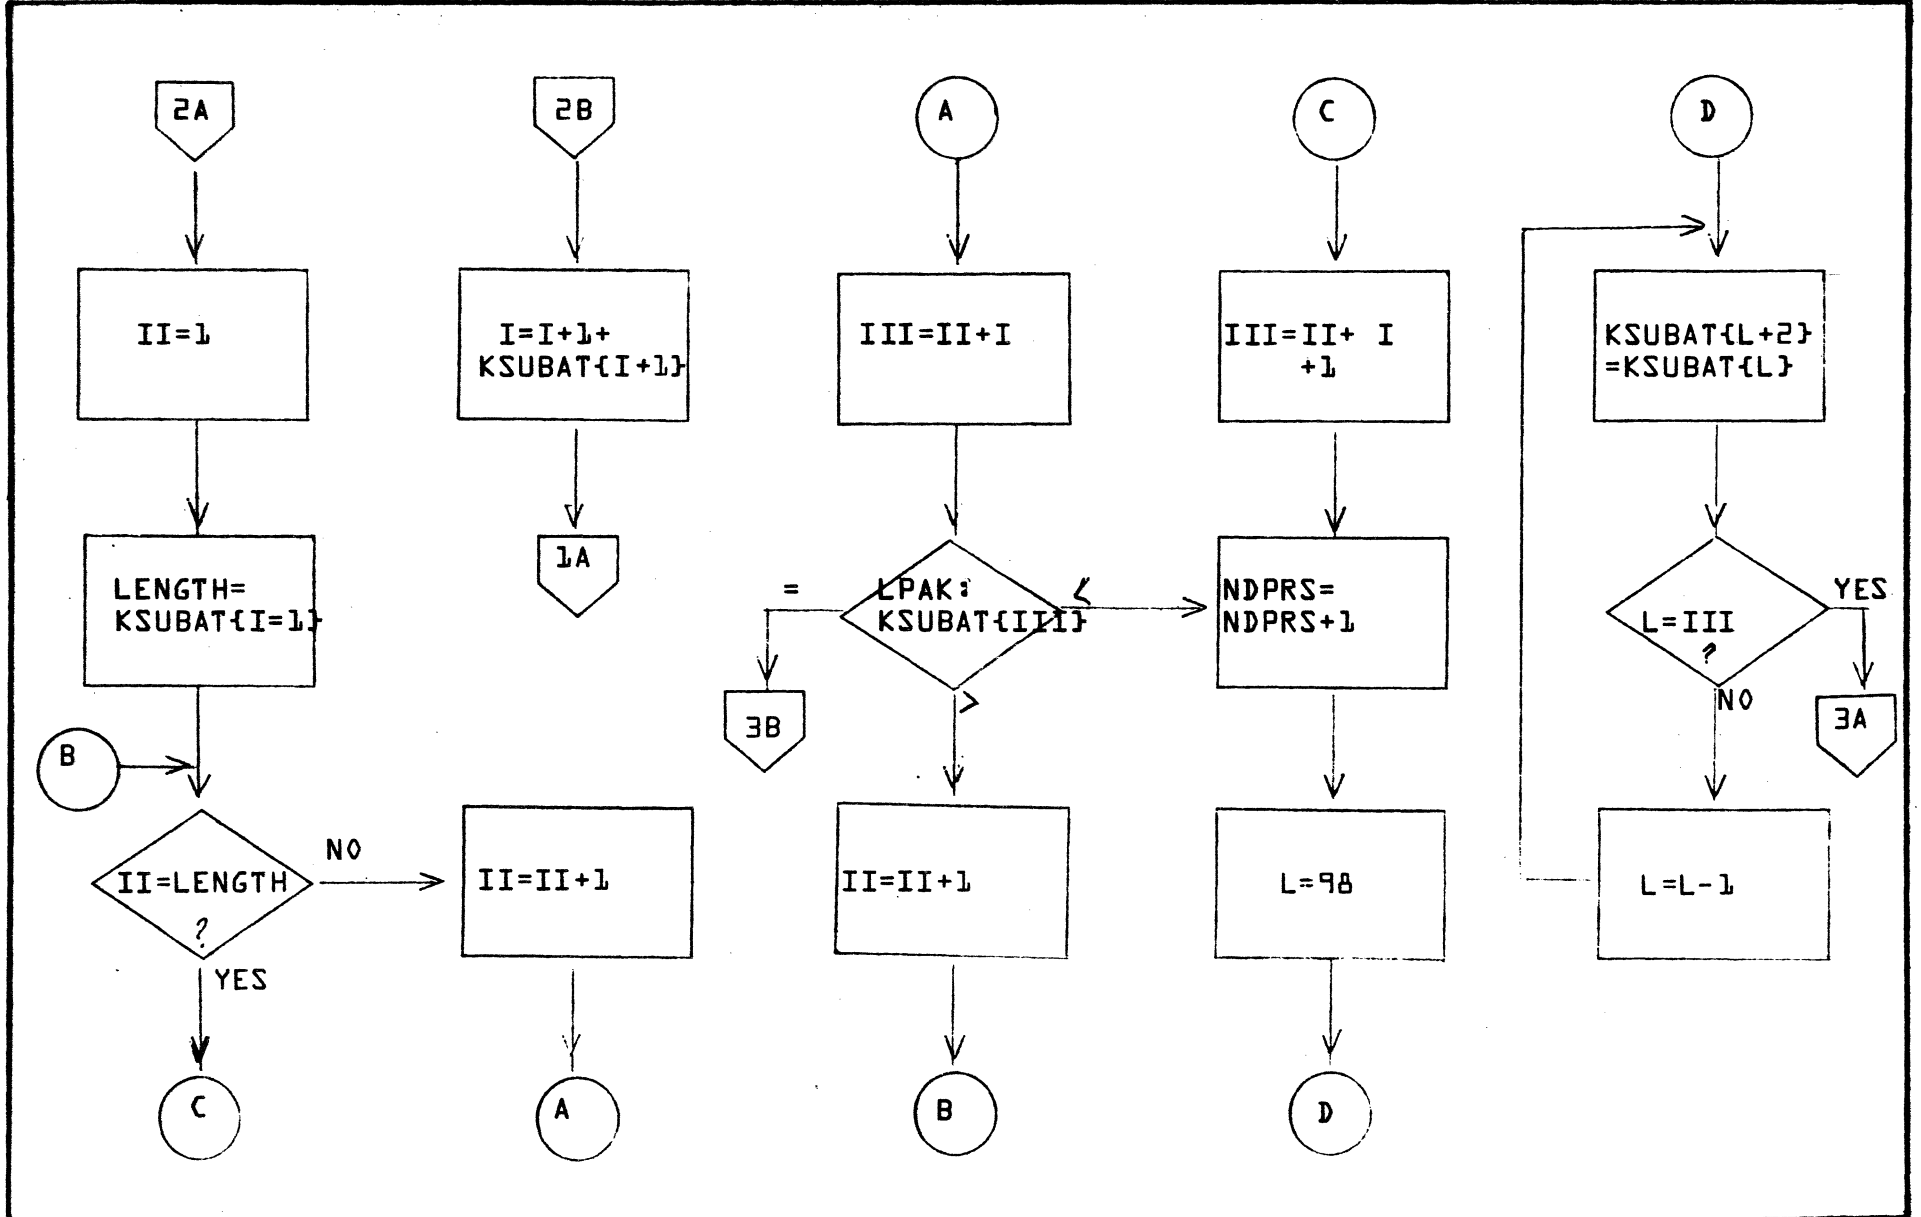 2A
II=1
LENGTH=
KSUBAT{I=1}
B
II=LENGTH
?
NO
YES
C
2B
I=I+1+
KSUBAT{I+1}
1A
II=II+1
A
A
III=II+I
LPAK:
KSUBAT{III}
=
<
>
3B
II=II+1
B
C
III=II+ I
+1
NDPRS=
NDPRS+1
L=98
D
D
KSUBAT{L+2}
=KSUBAT{L}
L=III
?
YES
NO
3A
L=L-1